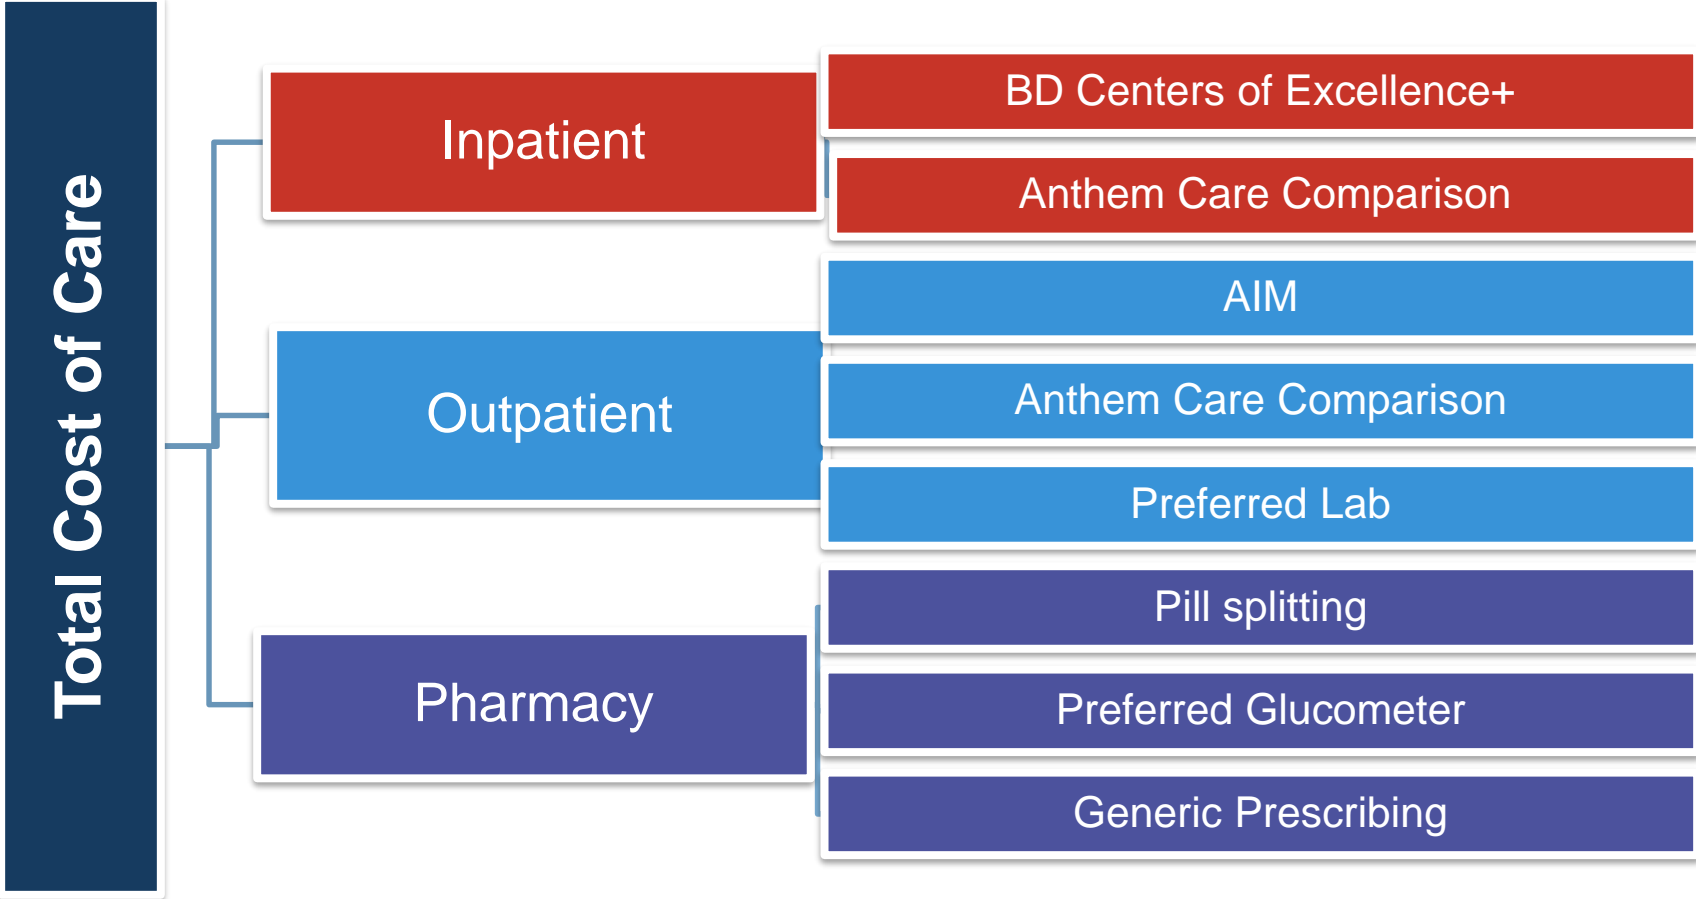 Total Cost of Care
Inpatient
BD Centers of Excellence+
Anthem Care Comparison
Outpatient
AIM
Anthem Care Comparison
Preferred Lab
Pharmacy
Pill splitting
Preferred Glucometer
Generic Prescribing